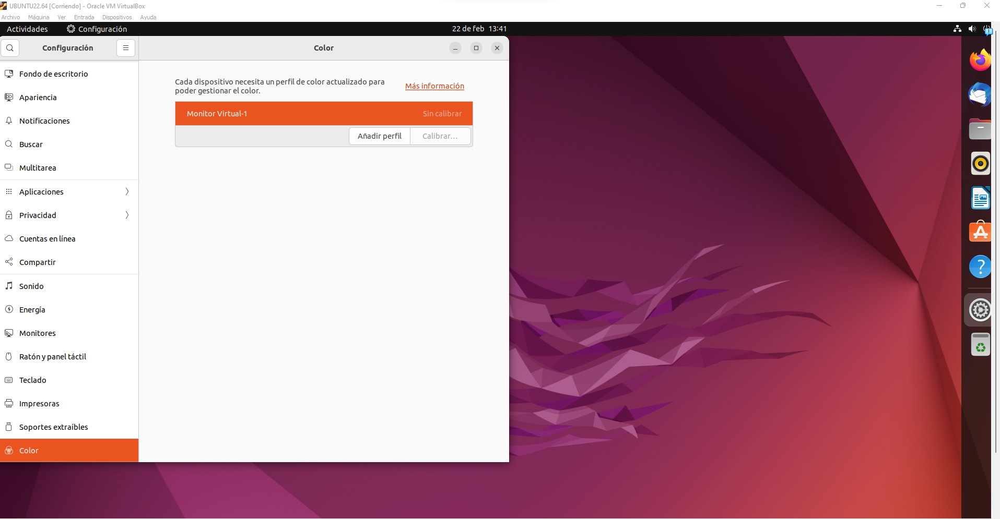 UBUNTU22.64 [Corriendo] - Oracle VM VirtualBox
Archivo Máquina Ver Entrada Dispositivos Ayuda
Actividades Configuración 22 de feb 13:41
Configuración
Color
Fondo de escritorio
Apariencia
Notificaciones
Buscar
Multitarea
Aplicaciones
Privacidad
Cuentas en línea
Compartir
Sonido
Energía
Monitores
Ratón y panel táctil
Teclado
Impresoras
Soportes extraíbles
Color
Cada dispositivo necesita un perfil de color actualizado para
poder gestionar el color.
Más información
Monitor Virtual-1 Sin calibrar
Añadir perfil Calibrar…